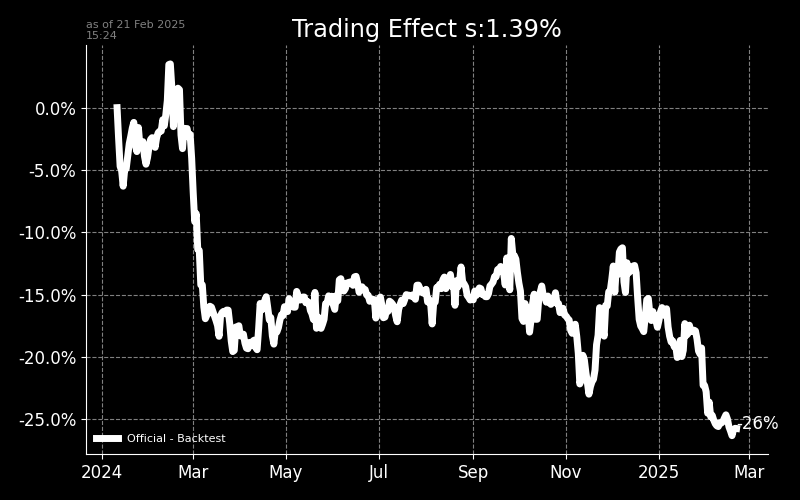 as of 21 Feb 2025
15:24
Trading Effect s:1.39%
0.0%
-5.0%
-10.0%
-15.0%
-20.0%
-25.0%
-26%
Official - Backtest
2024 Mar May Jul Sep Nov 2025 Mar